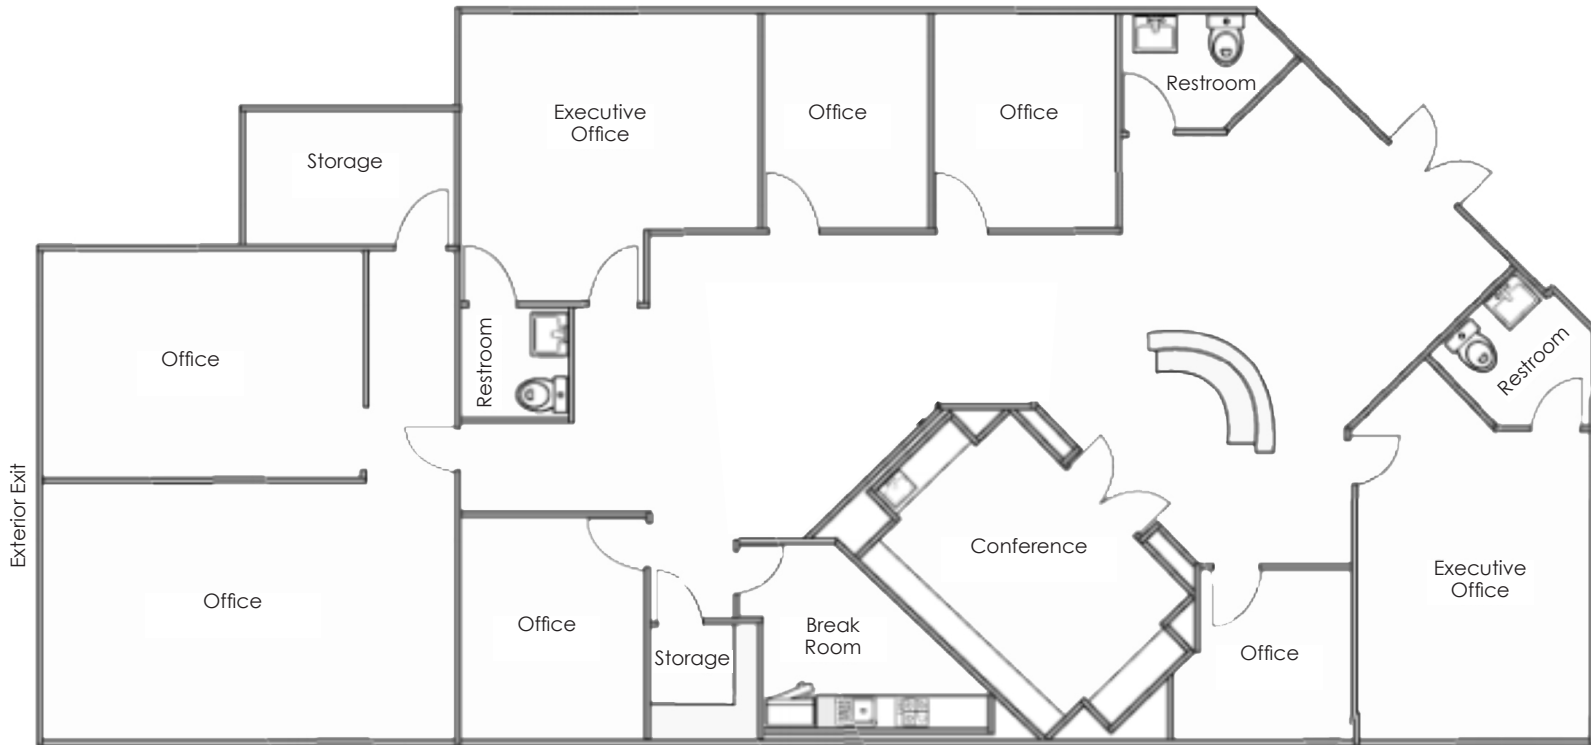 Restroom
Executive
Office
Office
Office
Storage
Restroom
Office
Restroom
Exterior Exit
Conference
Executive
Office
Office
Office
Break
Room
Storage
Office